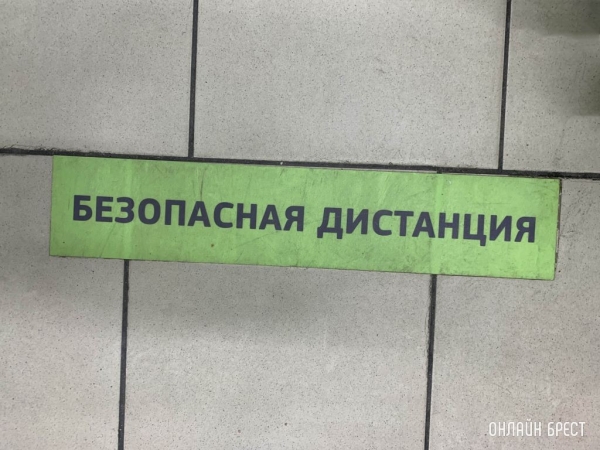 БЕЗОПАСНАЯ ДИСТАНЦИЯ
ОНЛАЙН БРЕСТ